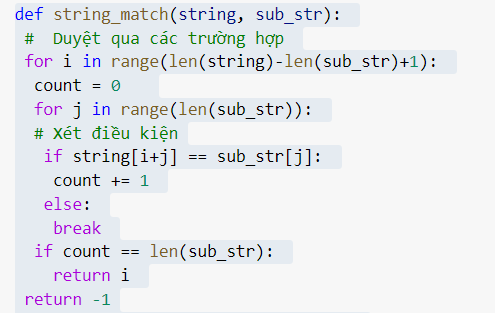 def string_match(string, sub_str):
 #  Duyệt qua các trường hợp
 for i in range(len(string)-len(sub_str)+1):
  count = 0
  for j in range(len(sub_str)):
  # Xét điều kiện
   if string[i+j] == sub_str[j]:
    count += 1
   else:
    break
  if count == len(sub_str):
    return i
 return -1